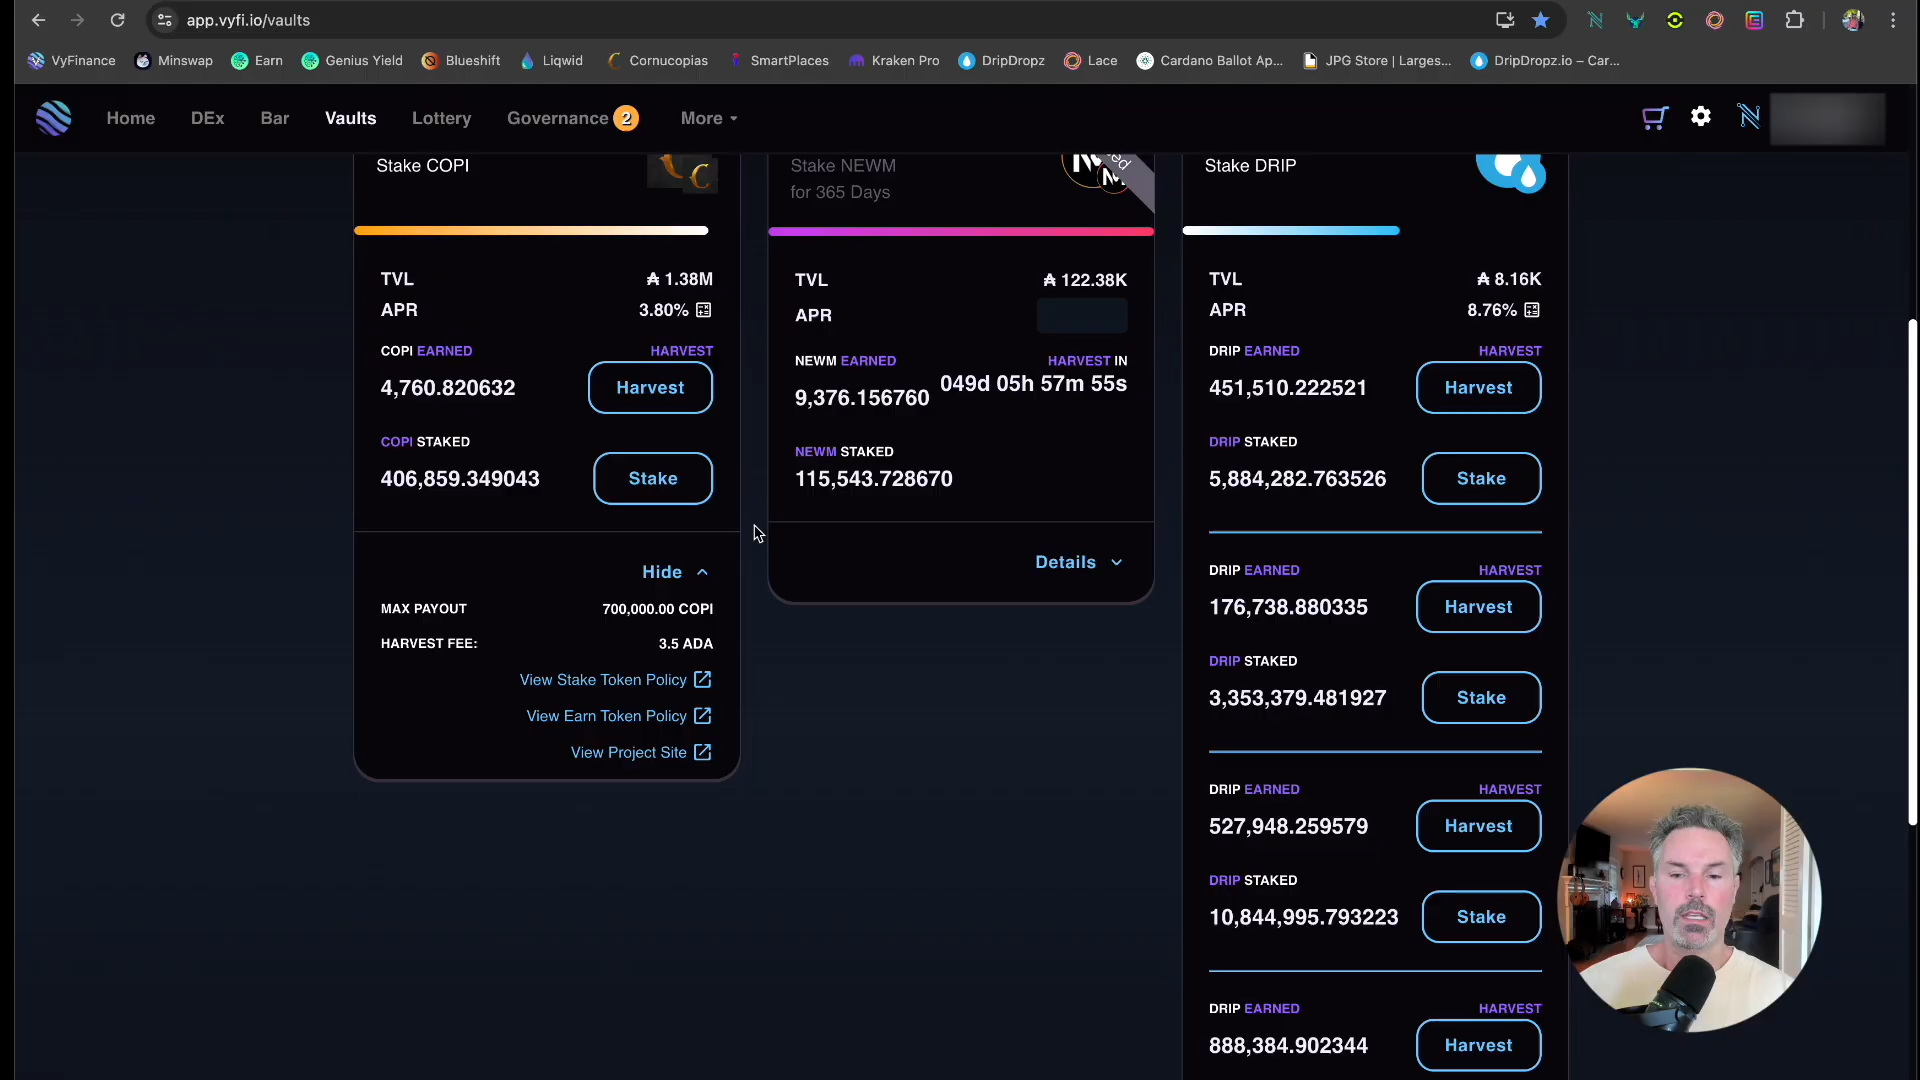 app.vyfi.io/vaults
VyFinance
Minswap
Earn
Genius Yield
Blueshift
Liqwid
Cornucopias
SmartPlaces
Kraken Pro
DripDropz
Lace
Cardano Ballot Ap...
JPG Store | Larges...
DripDropz.io – Car...
Home
DEx
Bar
Vaults
Lottery
Governance 2
More
Stake COPI
TVL
₳ 1.38M
APR
3.80%
COPI EARNED
HARVEST
4,760.820632
Harvest
COPI STAKED
406,859.349043
Stake
Hide
MAX PAYOUT
700,000.00 COPI
HARVEST FEE:
3.5 ADA
View Stake Token Policy
View Earn Token Policy
View Project Site
Stake NEWM
for 365 Days
TVL
₳ 122.38K
APR
NEWM EARNED
HARVEST IN
9,376.156760
049d 05h 57m 55s
NEWM STAKED
115,543.728670
Details
Stake DRIP
TVL
₳ 8.16K
APR
8.76%
DRIP EARNED
HARVEST
451,510.222521
Harvest
DRIP STAKED
5,884,282.763526
Stake
DRIP EARNED
HARVEST
176,738.880335
Harvest
DRIP STAKED
3,353,379.481927
Stake
DRIP EARNED
HARVEST
527,948.259579
Harvest
DRIP STAKED
10,844,995.793223
Stake
DRIP EARNED
HARVEST
888,384.902344
Harvest